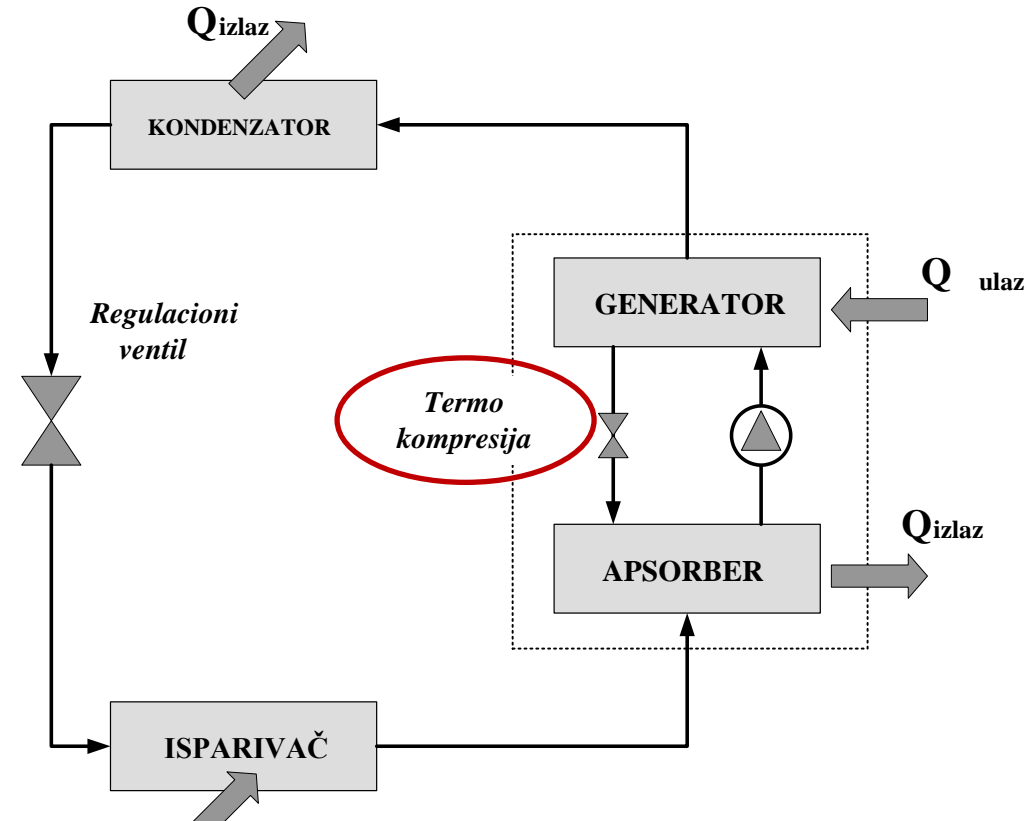 Qizlaz
KONDENZATOR
Regulacioni
ventil
GENERATOR
Q ulaz
Termo
kompresija
APSORBER
Qizlaz
ISPARIVAČ